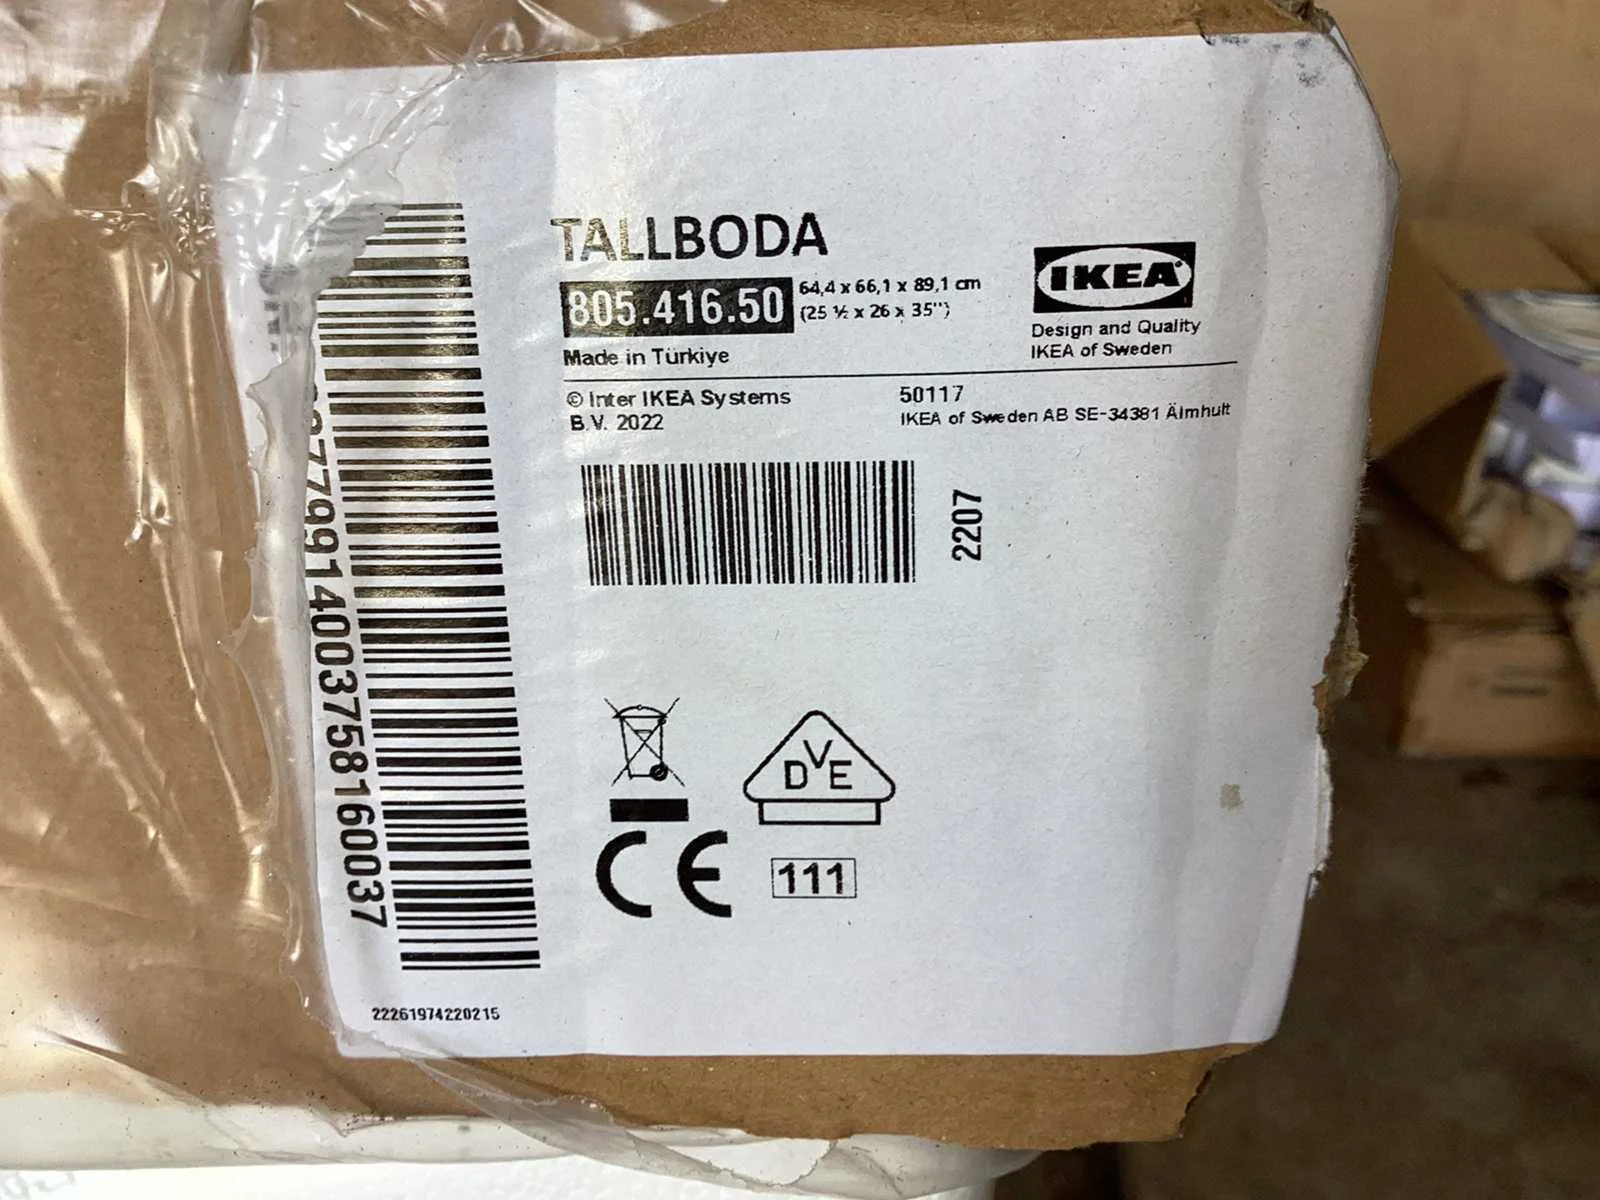 TALLBODA
805.416.50
64,4 x 66,1 x 89,1 cm
(25 ½ x 26 x 35")
Made in Türkiye
IKEA
Design and Quality
IKEA of Sweden
© Inter IKEA Systems
B.V. 2022
50117
IKEA of Sweden AB SE-34381 Älmhult
2207
DVE
CE
111
779914003758160037
22261974220215